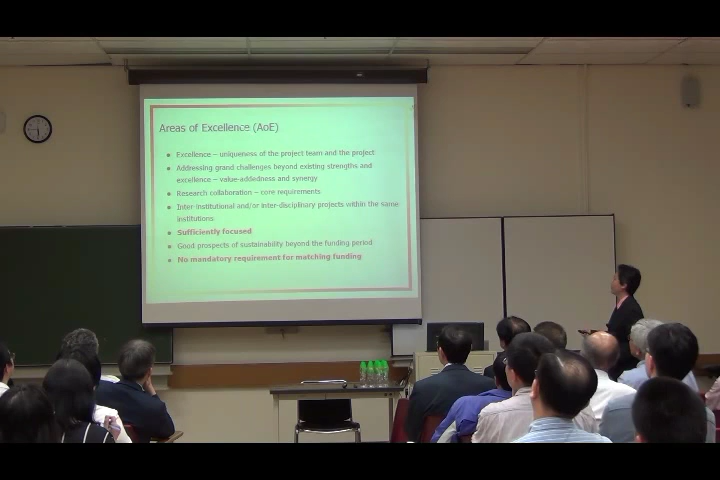 Areas of Excellence (AoE)
Excellence – uniqueness of the project team and the project
Addressing grand challenges beyond existing strengths and
excellence – value-addedness and synergy
Research collaboration – core requirements
Inter-institutional and/or inter-disciplinary projects within the same
institutions
Sufficiently focused
Good prospects of sustainability beyond the funding period
No mandatory requirement for matching funding